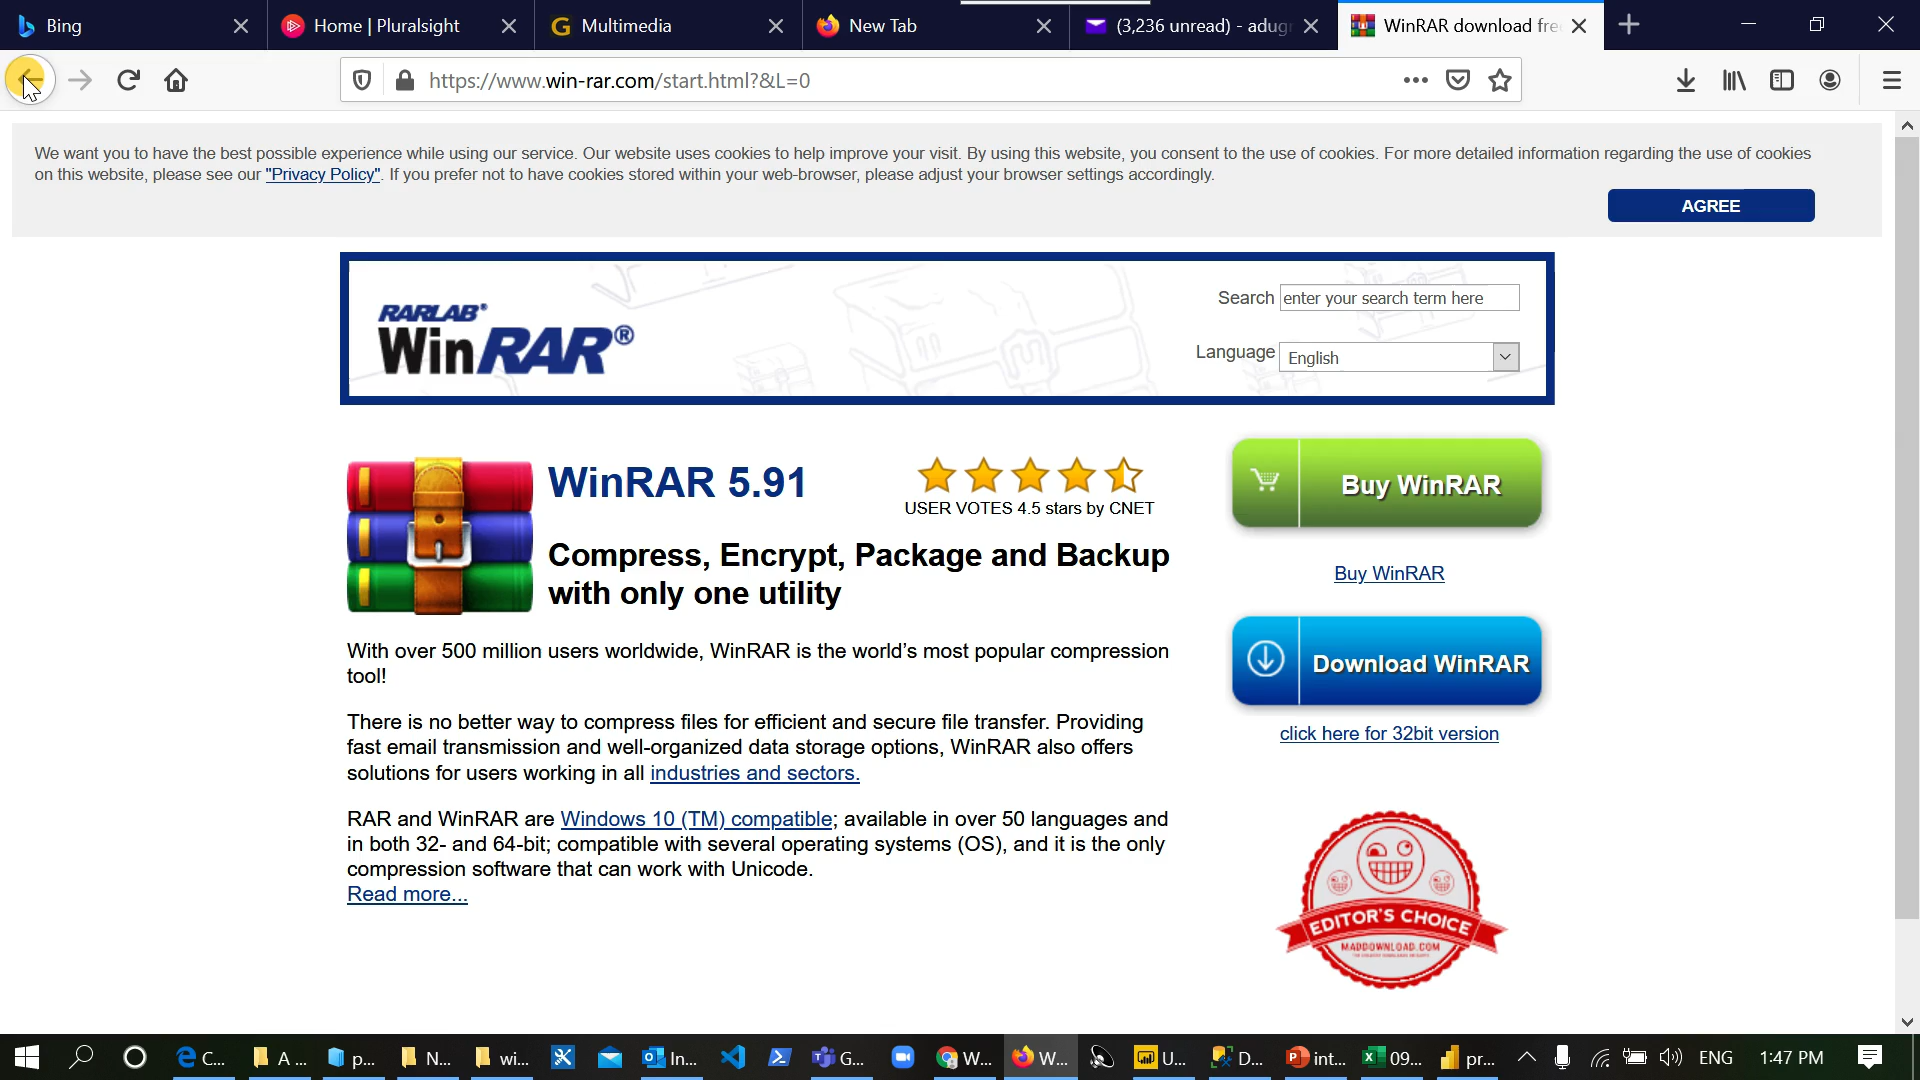 Bing
Home | Pluralsight
Multimedia
New Tab
(3,236 unread) - adugr
WinRAR download fre
https://www.win-rar.com/start.html?&L=0
We want you to have the best possible experience while using our service. Our website uses cookies to help improve your visit. By using this website, you consent to the use of cookies. For more detailed information regarding the use of cookies
on this website, please see our "Privacy Policy". If you prefer not to have cookies stored within your web-browser, please adjust your browser settings accordingly.
AGREE
RARLAB®
WinRAR®
Search enter your search term here
Language English
WinRAR 5.91
USER VOTES 4.5 stars by CNET
Compress, Encrypt, Package and Backup
with only one utility
Buy WinRAR
Buy WinRAR
Download WinRAR
click here for 32bit version
With over 500 million users worldwide, WinRAR is the world's most popular compression
tool!
There is no better way to compress files for efficient and secure file transfer. Providing
fast email transmission and well-organized data storage options, WinRAR also offers
solutions for users working in all industries and sectors.
RAR and WinRAR are Windows 10 (TM) compatible; available in over 50 languages and
in both 32- and 64-bit; compatible with several operating systems (OS), and it is the only
compression software that can work with Unicode.
Read more...
EDITOR'S CHOICE
MADDOWNLOAD.COM
C... A ... p... N... wi... In... G... W... W... U... D... int... 09... pr... ENG 1:47 PM